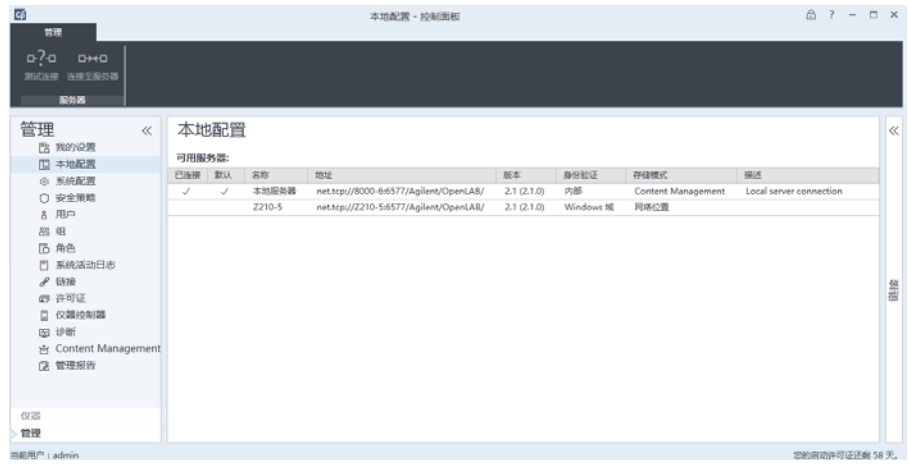 本地配置 - 控制面板
管理
测试连接 连接至服务器
服务器
管理
我的设置
本地配置
系统配置
安全策略
用户
组
角色
系统活动日志
链接
许可证
仪器控制器
诊断
Content Management
管理报告
仪器
管理
本地配置
可用服务器:
已连接 默认 名称 地址 版本 身份验证 存储模式 描述
✓ ✓ 本地服务器 net.tcp://8000-6:6577/Agilent/OpenLAB/ 2.1 (2.1.0) 内部 Content Management Local server connection
Z210-5 net.tcp://Z210-5:6577/Agilent/OpenLAB/ 2.1 (2.1.0) Windows 域 网络位置
链接
当前用户：admin
您的启动许可证还剩 58 天。